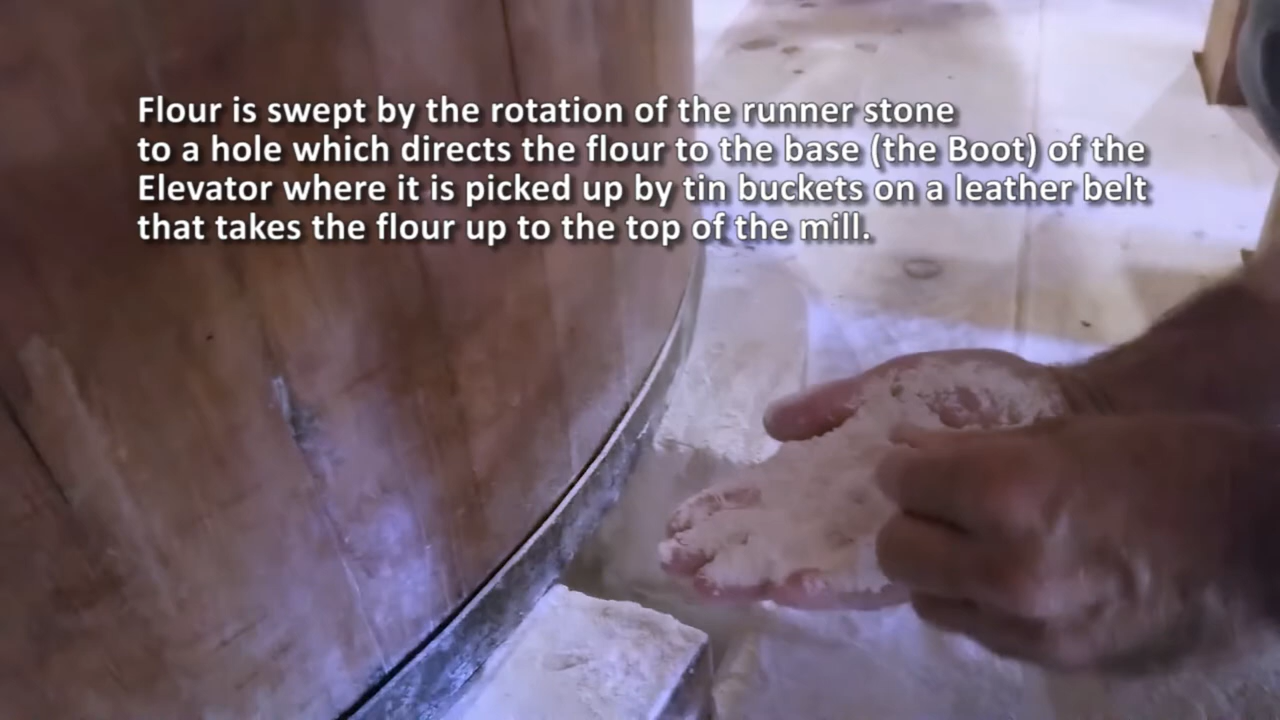 Flour is swept by the rotation of the runner stone
to a hole which directs the flour to the base (the Boot) of the
Elevator where it is picked up by tin buckets on a leather belt
that takes the flour up to the top of the mill.